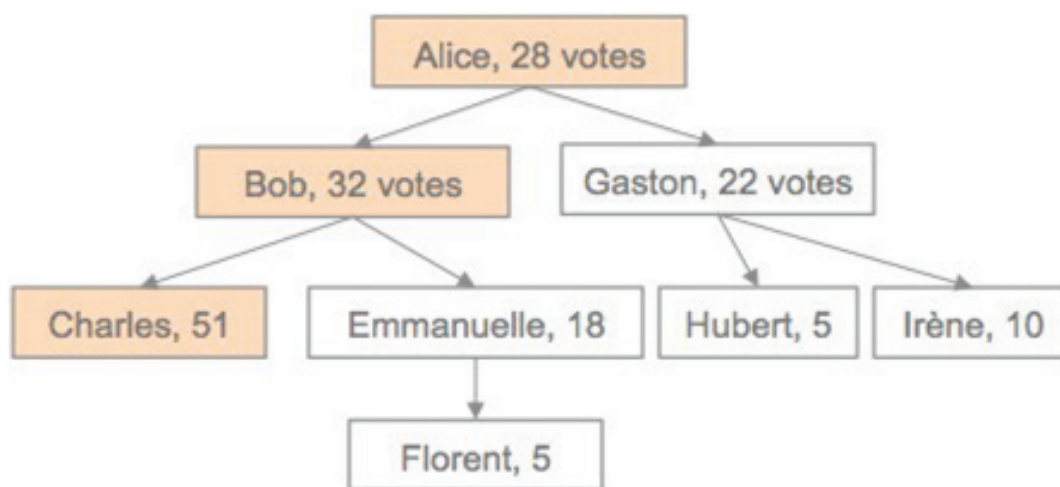 Alice, 28 votes
Bob, 32 votes
Gaston, 22 votes
Charles, 51
Emmanuelle, 18
Hubert, 5
Irène, 10
Florent, 5